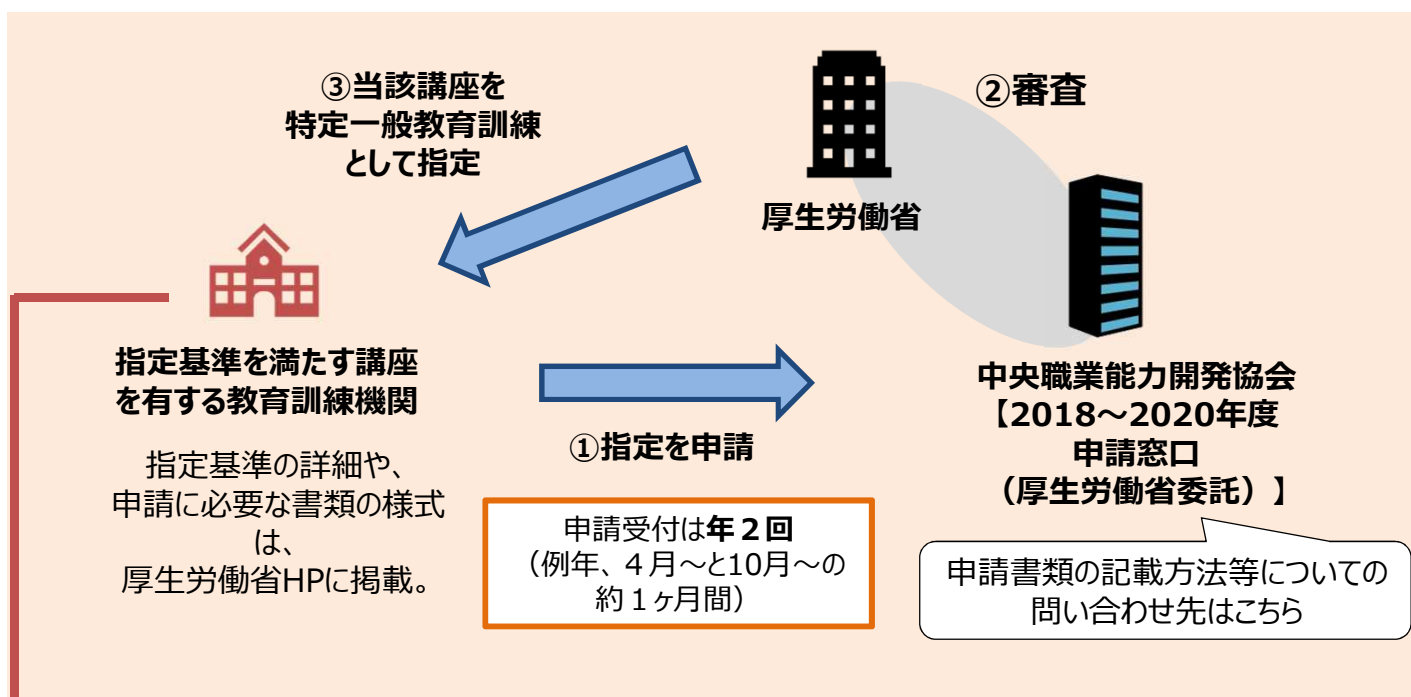 ③当該講座を
特定一般教育訓練
として指定
②審査
厚生労働省
指定基準を満たす講座
を有する教育訓練機関
指定基準の詳細や、
申請に必要な書類の様式
は、
厚生労働省HPに掲載。
①指定を申請
申請受付は年２回
（例年、４月～と10月～の
約１ヶ月間）
中央職業能力開発協会
【2018～2020年度
申請窓口
（厚生労働省委託）】
申請書類の記載方法等についての
問い合わせ先はこちら